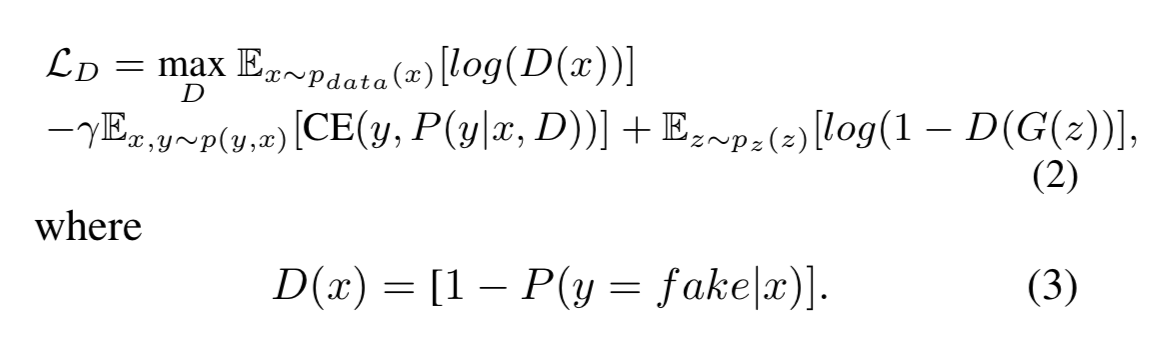 ℒ_D = max_D 𝔼_{x∼p_{data}(x)}[log(D(x))]
−γ𝔼_{x,y∼p(y,x)}[CE(y, P(y|x, D))] + 𝔼_{z∼p_z(z)}[log(1 − D(G(z))],
(2)
where
D(x) = [1 − P(y = fake|x)]. (3)